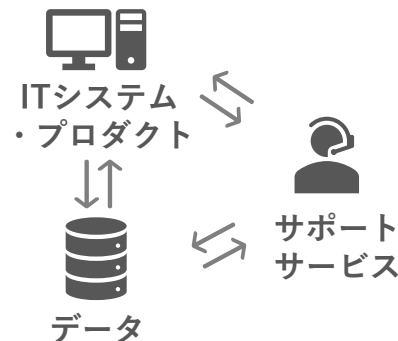 ITシステム
・プロダクト
サポート
サービス
データ